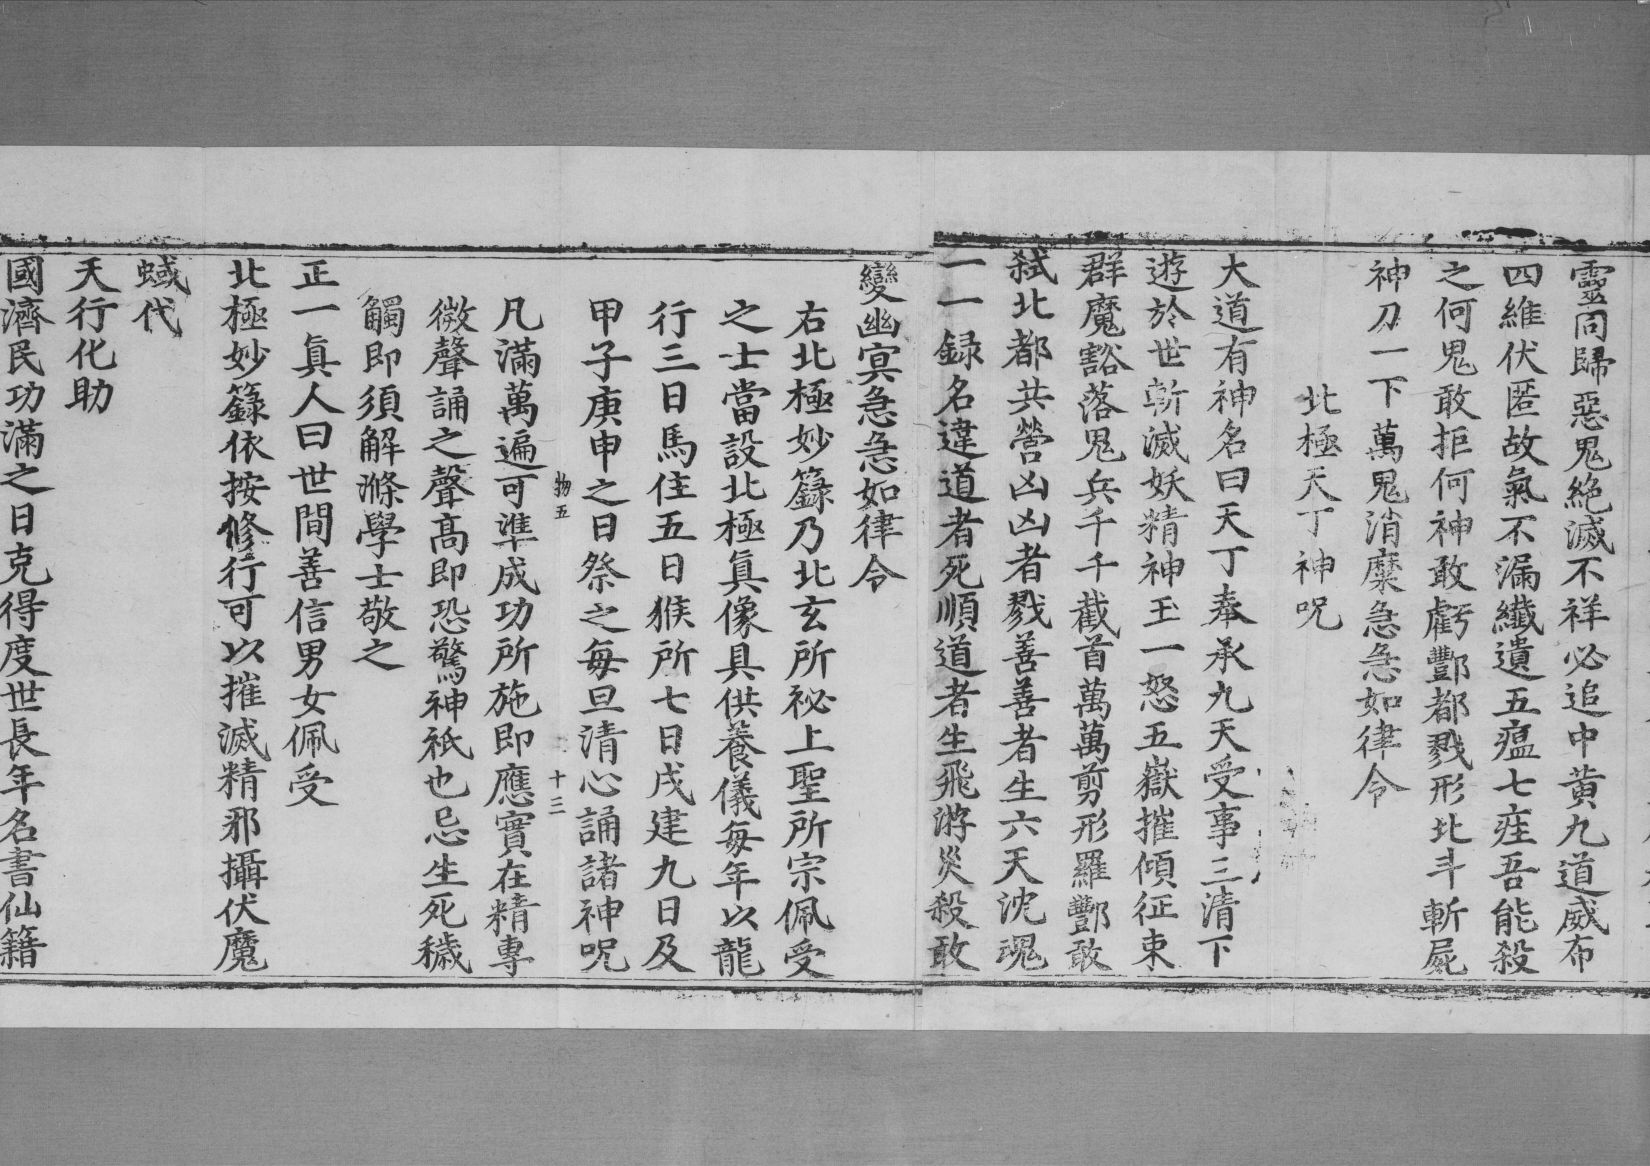 靈同歸惡鬼絶滅不祥必追中黃九道威布
四維伏匿故氣不漏纎遺五瘟七疰吾能殺
之何鬼敢拒何神敢虧酆都戮形北斗斬屍
神刀一下萬鬼消糜急急如律令
北極天丁神呪
大道有神名曰天丁奉承九天受事三清下
遊於世斬滅妖精神王一怒五嶽摧傾征束
群魔豁落鬼兵千千截首萬萬剪形羅酆敢
弒北都共營凶凶者戮善善者生六天沈魂
一一録名違道者死順道者生飛游災殺敢
變幽冥急急如律令
右北極妙籙乃北玄所祕上聖所宗佩受
之士當設北極真像具供養儀每年以龍
行三日馬住五日猴所七日戌建九日及
甲子庚申之日祭之每旦清心誦諸神呪
物五　十三
凡滿萬遍可準成功所施即應實在精專
微聲誦之聲高即恐驚神祇也忌生死穢
觸即須解滌學士敬之
正一真人曰世間善信男女佩受
北極妙籙依按修行可以摧滅精邪攝伏魔
蜮代
天行化助
國濟民功滿之日克得度世長年名書仙籍